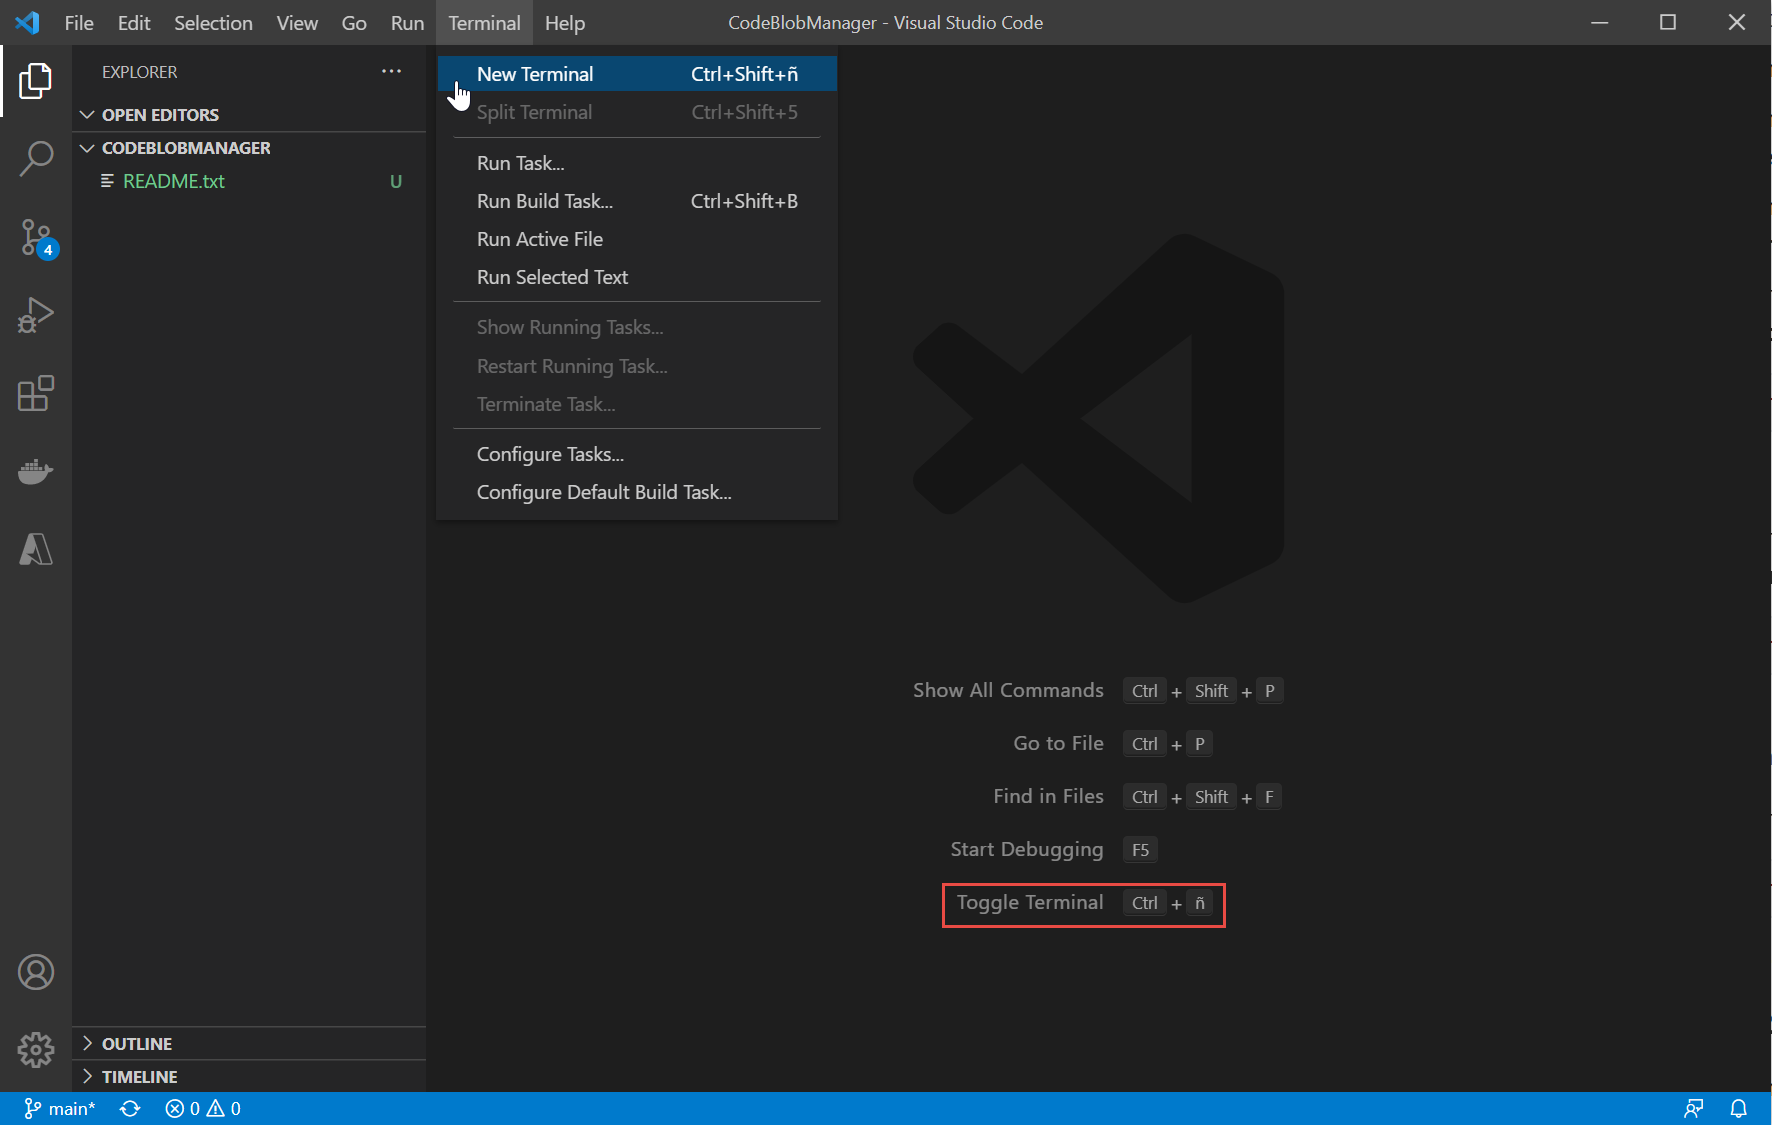 File Edit Selection View Go Run Terminal Help CodeBlobManager - Visual Studio Code
EXPLORER
OPEN EDITORS
CODEBLOBMANAGER
README.txt U
4
New Terminal Ctrl+Shift+ñ
Split Terminal Ctrl+Shift+5
Run Task...
Run Build Task... Ctrl+Shift+B
Run Active File
Run Selected Text
Show Running Tasks...
Restart Running Task...
Terminate Task...
Configure Tasks...
Configure Default Build Task...
Show All Commands Ctrl + Shift + P
Go to File Ctrl + P
Find in Files Ctrl + Shift + F
Start Debugging F5
Toggle Terminal Ctrl + ñ
OUTLINE
TIMELINE
main* 0 0